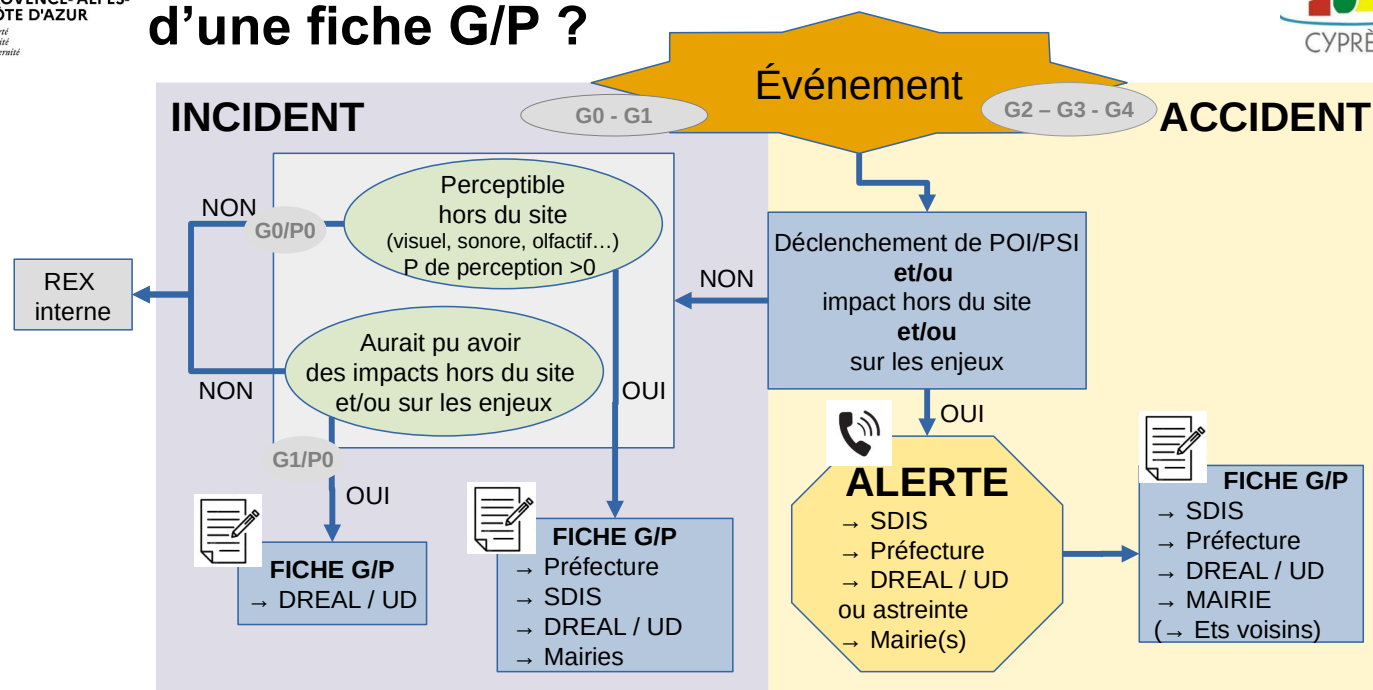 CÔTE D'AZUR
d’une fiche G/P ?
CYPRÈ
Événement
INCIDENT
G0 - G1
G2 – G3 - G4
ACCIDENT
Perceptible
hors du site
(visuel, sonore, olfactif…)
P de perception >0
NON
G0/P0
Déclenchement de POI/PSI
et/ou
impact hors du site
et/ou
sur les enjeux
NON
REX
interne
Aurait pu avoir
des impacts hors du site
et/ou sur les enjeux
NON
OUI
OUI
G1/P0
OUI
ALERTE
→ SDIS
→ Préfecture
→ DREAL / UD
ou astreinte
→ Mairie(s)
FICHE G/P
→ SDIS
→ Préfecture
→ DREAL / UD
→ MAIRIE
(→ Ets voisins)
FICHE G/P
→ DREAL / UD
FICHE G/P
→ Préfecture
→ SDIS
→ DREAL / UD
→ Mairies